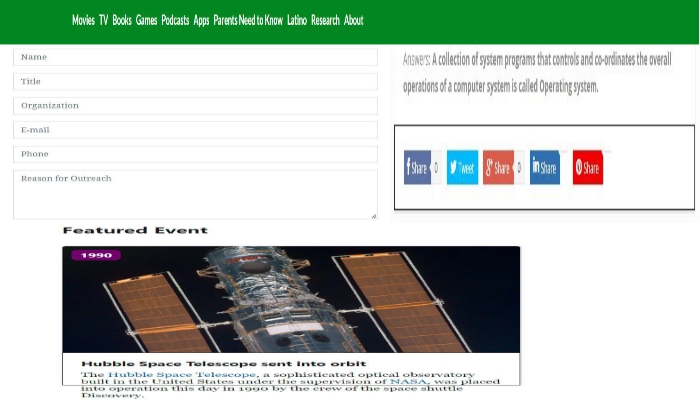 Movies TV Books Games Podcasts Apps Parents Need to Know Latino Research About
Name
Title
Organization
E-mail
Phone
Reason for Outreach
Answers: A collection of system programs that controls and co-ordinates the overall
operations of a computer system is called Operating system.
Share 0
Tweet
Share 0
in Share
Share
Featured Event
1990
Hubble Space Telescope sent into orbit
The Hubble Space Telescope, a sophisticated optical observatory
built in the United States under the supervision of NASA, was placed
into operation this day in 1990 by the crew of the space shuttle
Discovery.